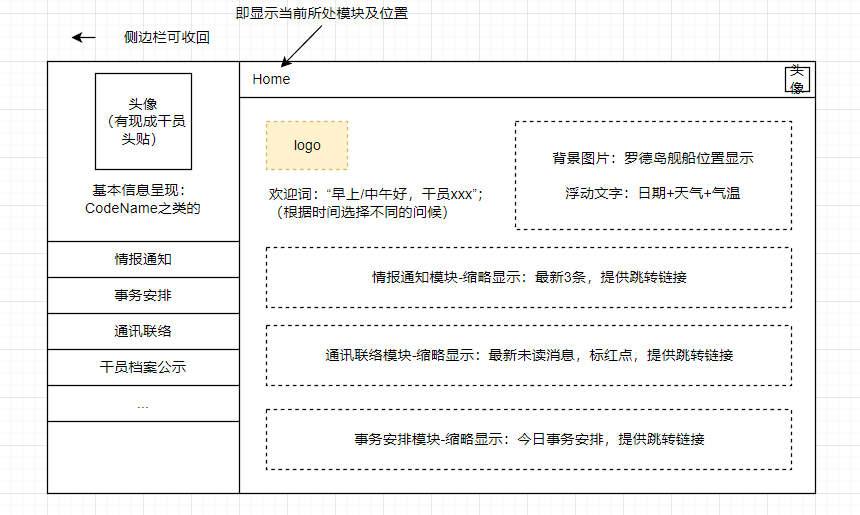 即显示当前所处模块及位置
侧边栏可收回
Home
头
像
头像
（有现成干员
头贴）
基本信息呈现：
CodeName之类的
logo
欢迎词：“早上/中午好，干员xxx”；
（根据时间选择不同的问候）
背景图片：罗德岛舰船位置显示
浮动文字：日期+天气+气温
情报通知
事务安排
通讯联络
干员档案公示
...
情报通知模块-缩略显示：最新3条，提供跳转链接
通讯联络模块-缩略显示：最新未读消息，标红点，提供跳转链接
事务安排模块-缩略显示：今日事务安排，提供跳转链接